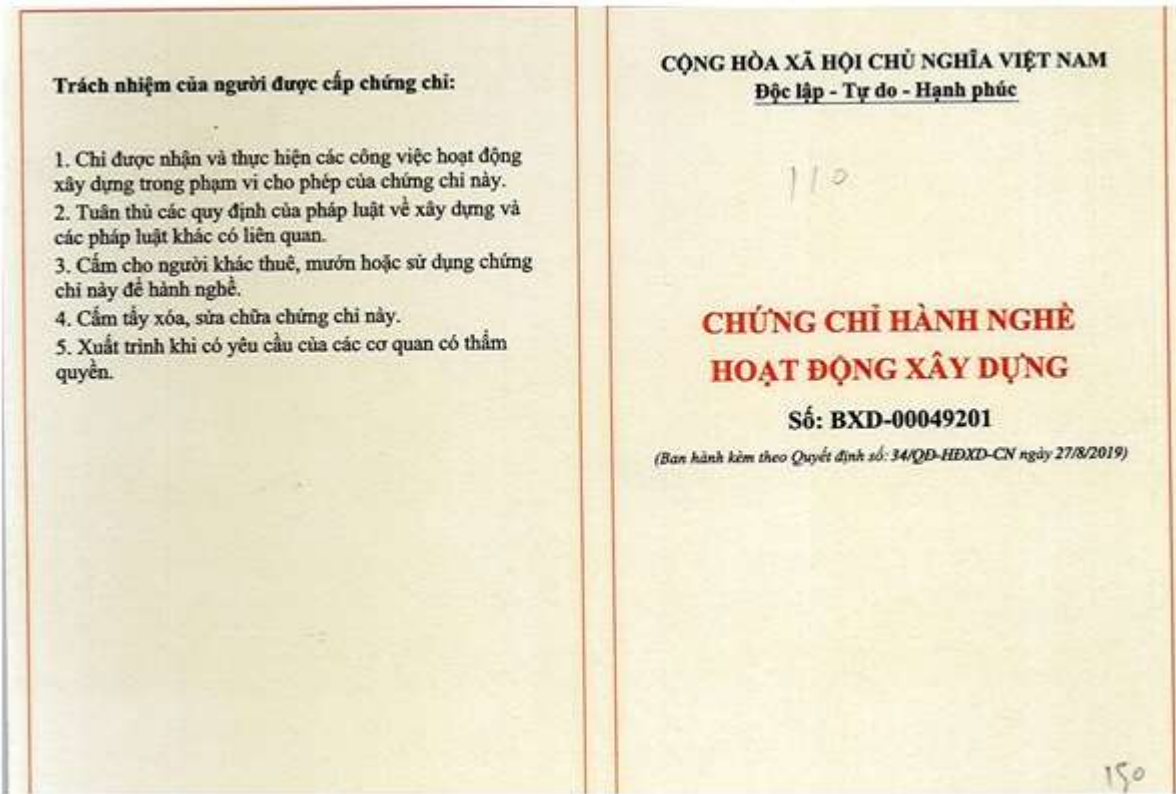 Trách nhiệm của người được cấp chứng chỉ:
1. Chỉ được nhận và thực hiện các công việc hoạt động
xây dựng trong phạm vi cho phép của chứng chỉ này.
2. Tuân thủ các quy định của pháp luật về xây dựng và
các pháp luật khác có liên quan.
3. Cấm cho người khác thuê, mướn hoặc sử dụng chứng
chỉ này để hành nghề.
4. Cấm tẩy xóa, sửa chữa chứng chỉ này.
5. Xuất trình khi có yêu cầu của các cơ quan có thẩm
quyền.
CỘNG HÒA XÃ HỘI CHỦ NGHĨA VIỆT NAM
Độc lập - Tự do - Hạnh phúc
110
CHỨNG CHỈ HÀNH NGHỀ
HOẠT ĐỘNG XÂY DỰNG
Số: BXD-00049201
(Ban hành kèm theo Quyết định số: 34/QĐ-HĐXD-CN ngày 27/8/2019)
150